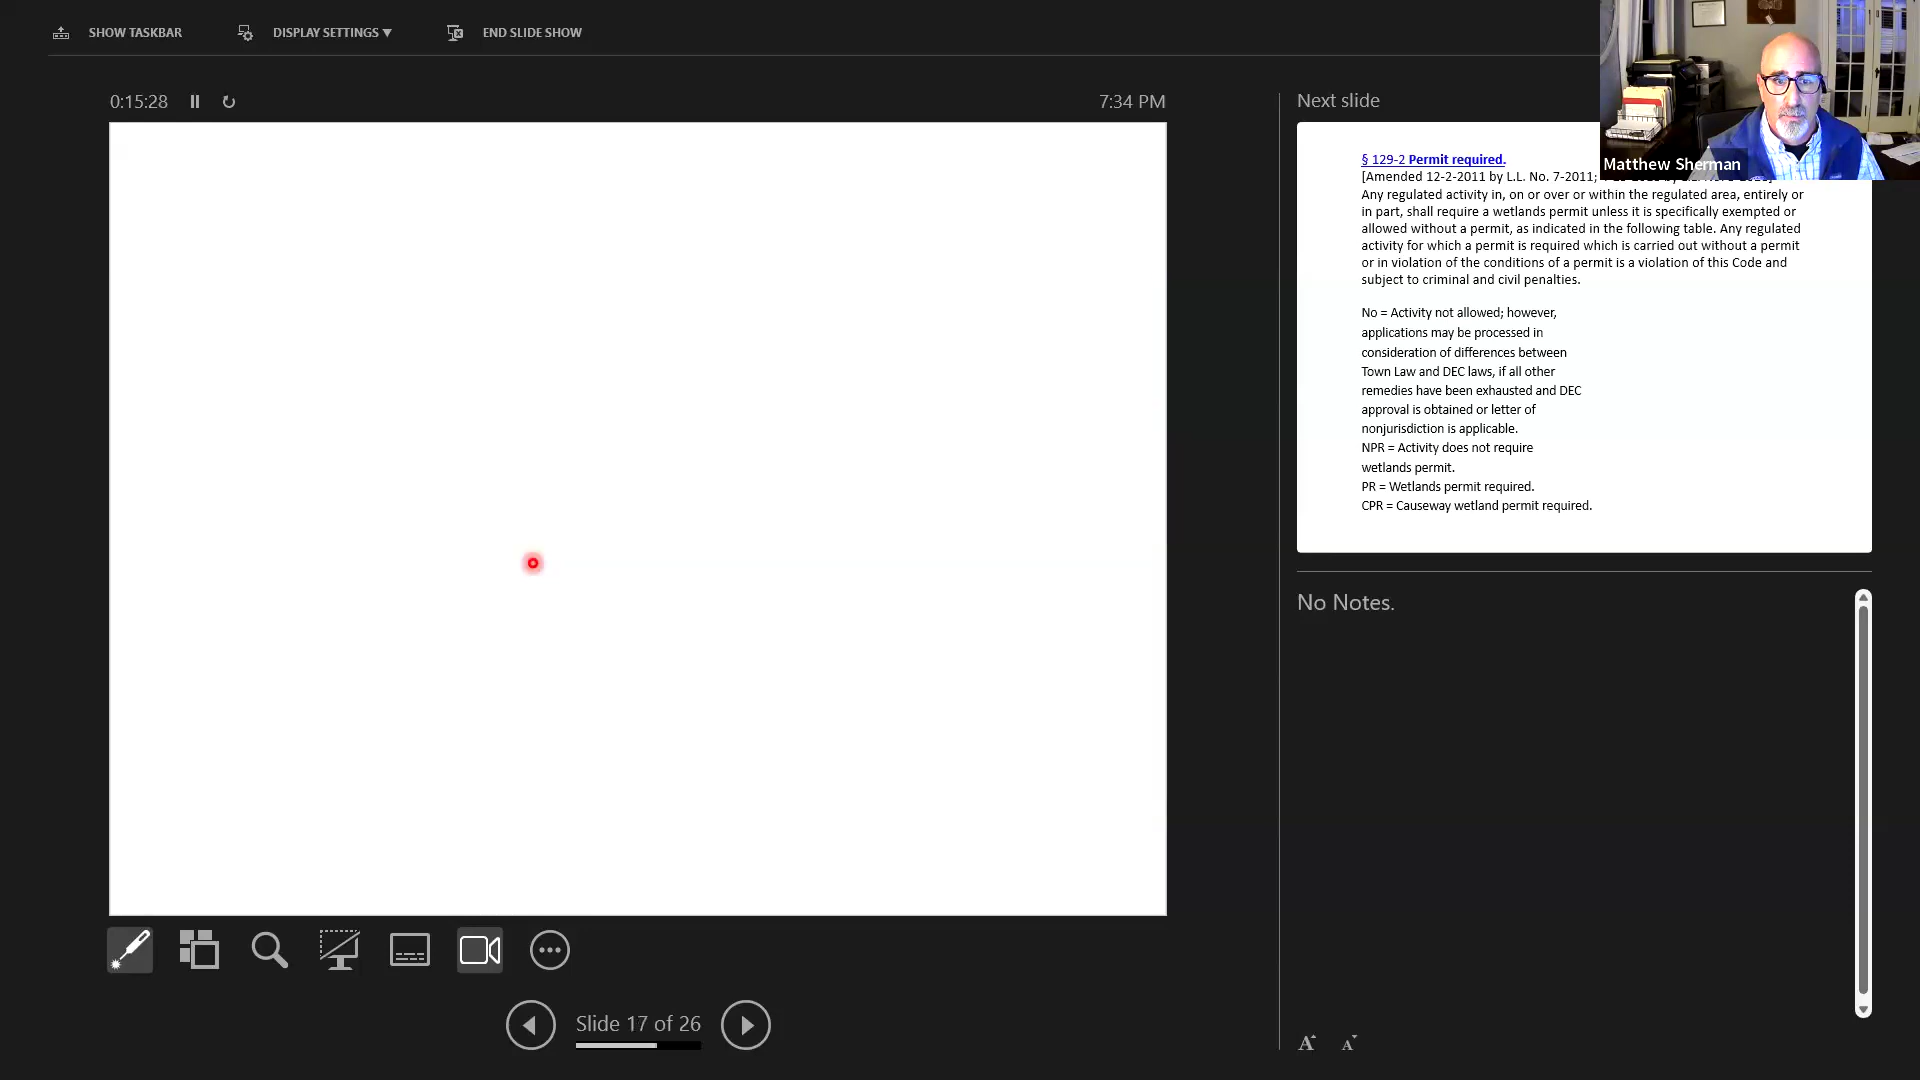 SHOW TASKBAR
DISPLAY SETTINGS ▼
END SLIDE SHOW
0:15:28
7:34 PM
Next slide
Matthew Sherman
§ 129-2 Permit required.
[Amended 12-2-2011 by L.L. No. 7-2011;
Any regulated activity in, on or over or within the regulated area, entirely or
in part, shall require a wetlands permit unless it is specifically exempted or
allowed without a permit, as indicated in the following table. Any regulated
activity for which a permit is required which is carried out without a permit
or in violation of the conditions of a permit is a violation of this Code and
subject to criminal and civil penalties.
No = Activity not allowed; however,
applications may be processed in
consideration of differences between
Town Law and DEC laws, if all other
remedies have been exhausted and DEC
approval is obtained or letter of
nonjurisdiction is applicable.
NPR = Activity does not require
wetlands permit.
PR = Wetlands permit required.
CPR = Causeway wetland permit required.
No Notes.
Slide 17 of 26
A A